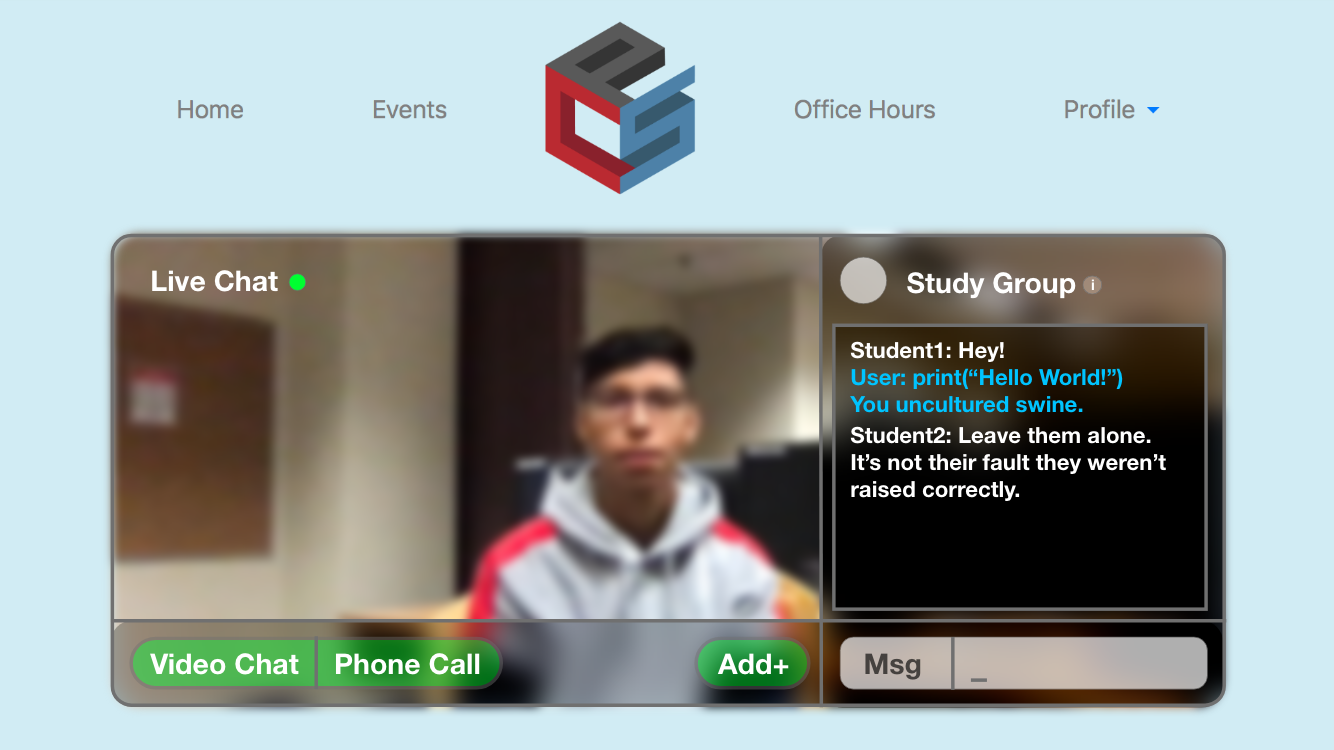 Home
Events
Office Hours
Profile
Live Chat
Study Group i
Student1: Hey!
User: print(“Hello World!”)
You uncultured swine.
Student2: Leave them alone.
It’s not their fault they weren’t
raised correctly.
Video Chat
Phone Call
Add+
Msg
_